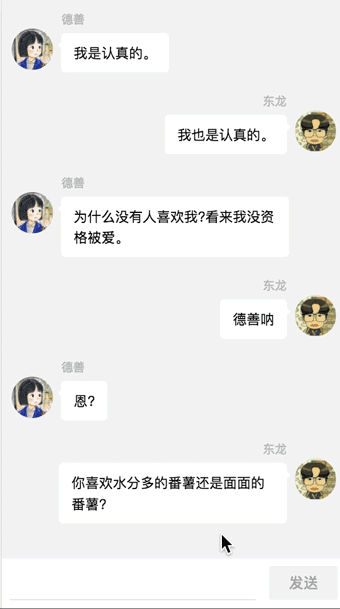 德善
我是认真的。
东龙
我也是认真的。
德善
为什么没有人喜欢我?看来我没资
格被爱。
东龙
德善呐
德善
恩?
东龙
你喜欢水分多的番薯还是面面的
番薯?
发送